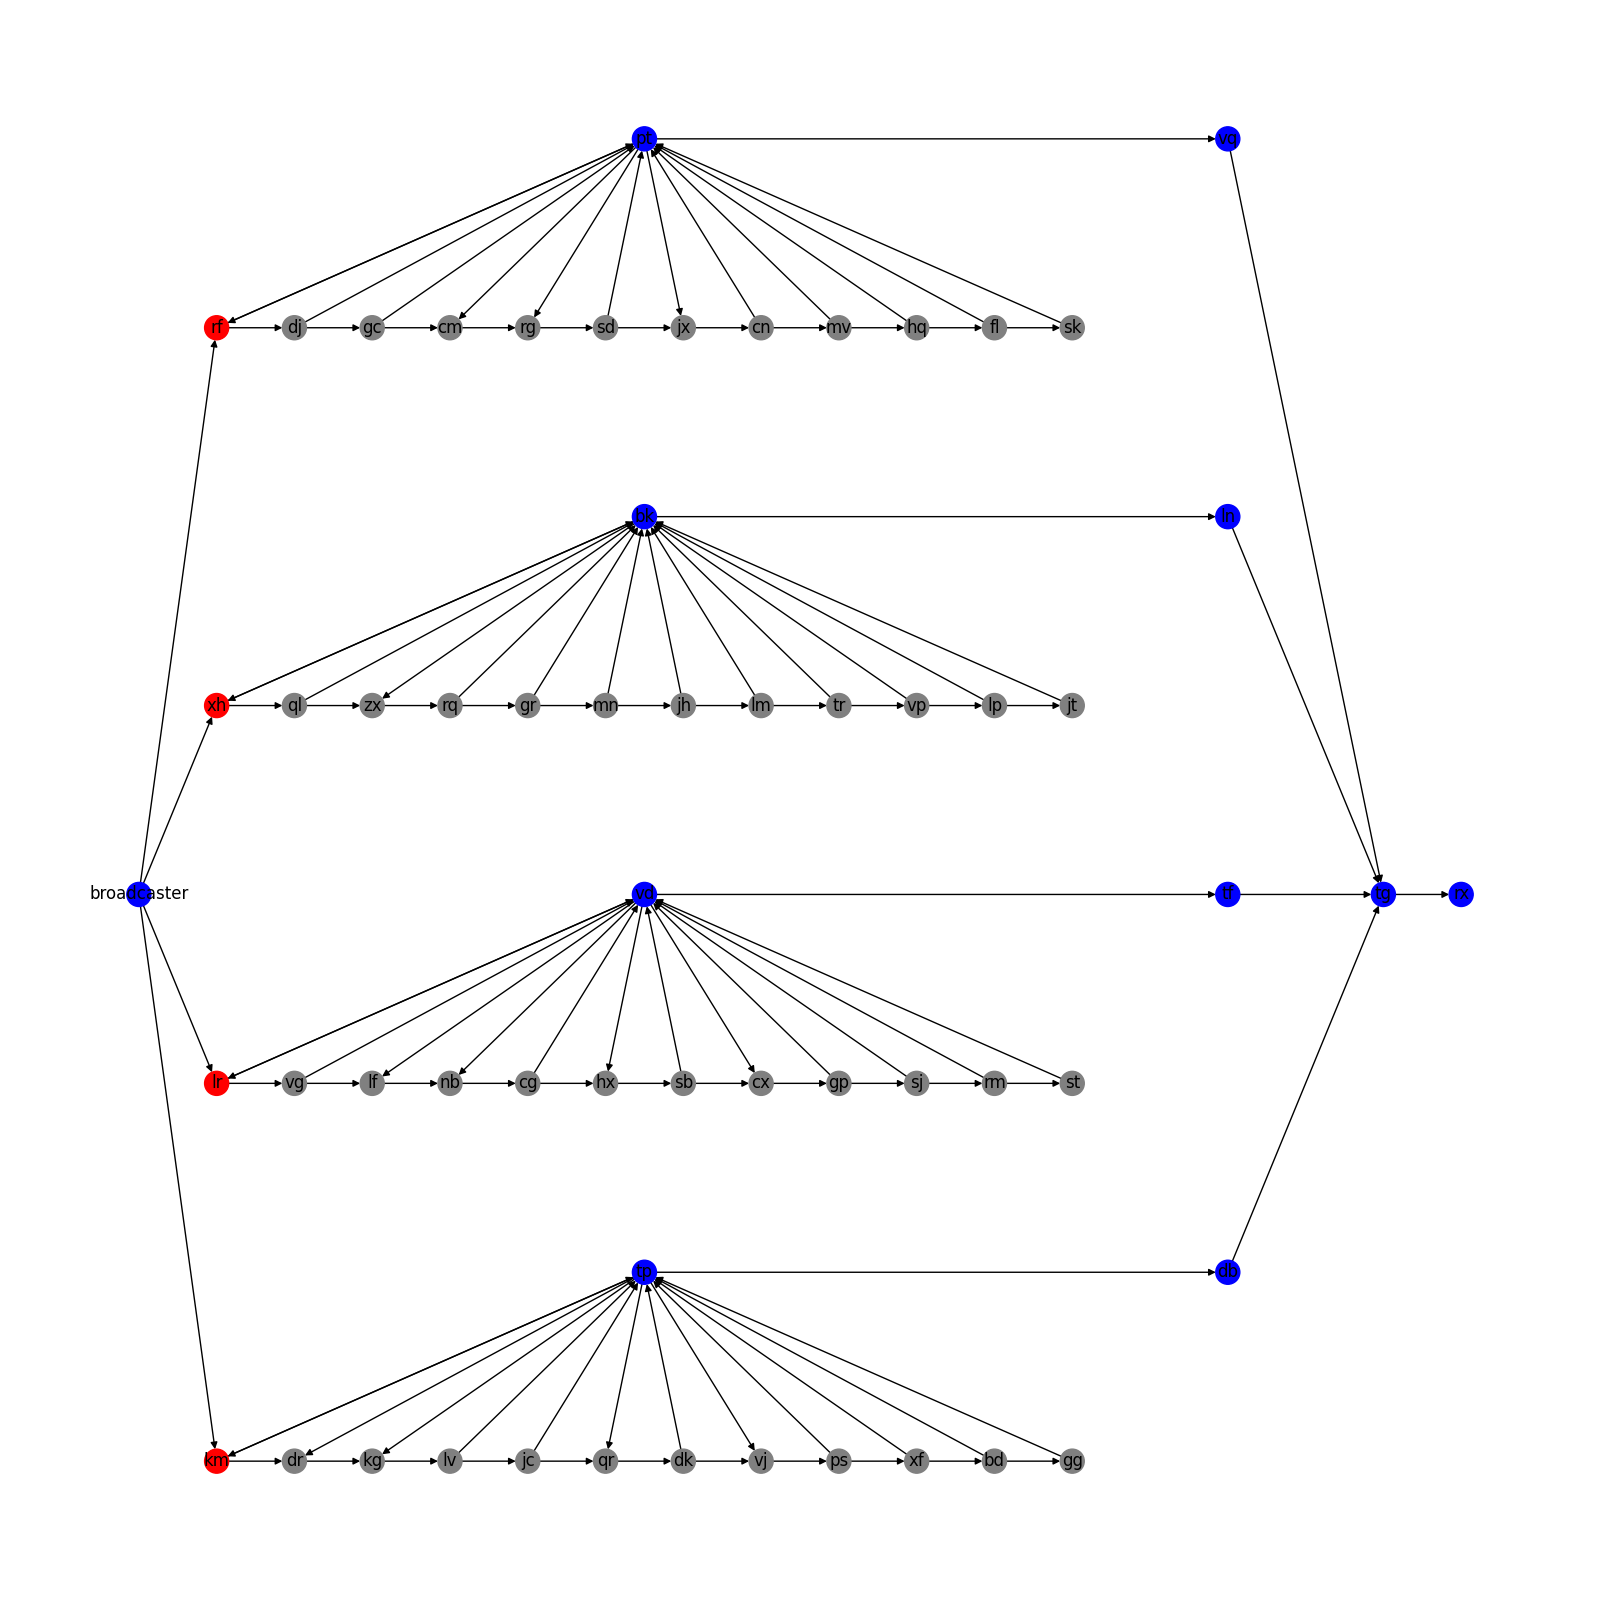 pt vq
rf dj gc cm rg sd jx cn mv hq fl sk
bk ln
xh ql zx rq gr mn jh lm tr vp lp jt
broadcaster vd tf tg rx
lr vg lf nb cg hx sb cx gp sj rm st
tp db
km dr kg lv jc qr dk vj ps xf bd gg